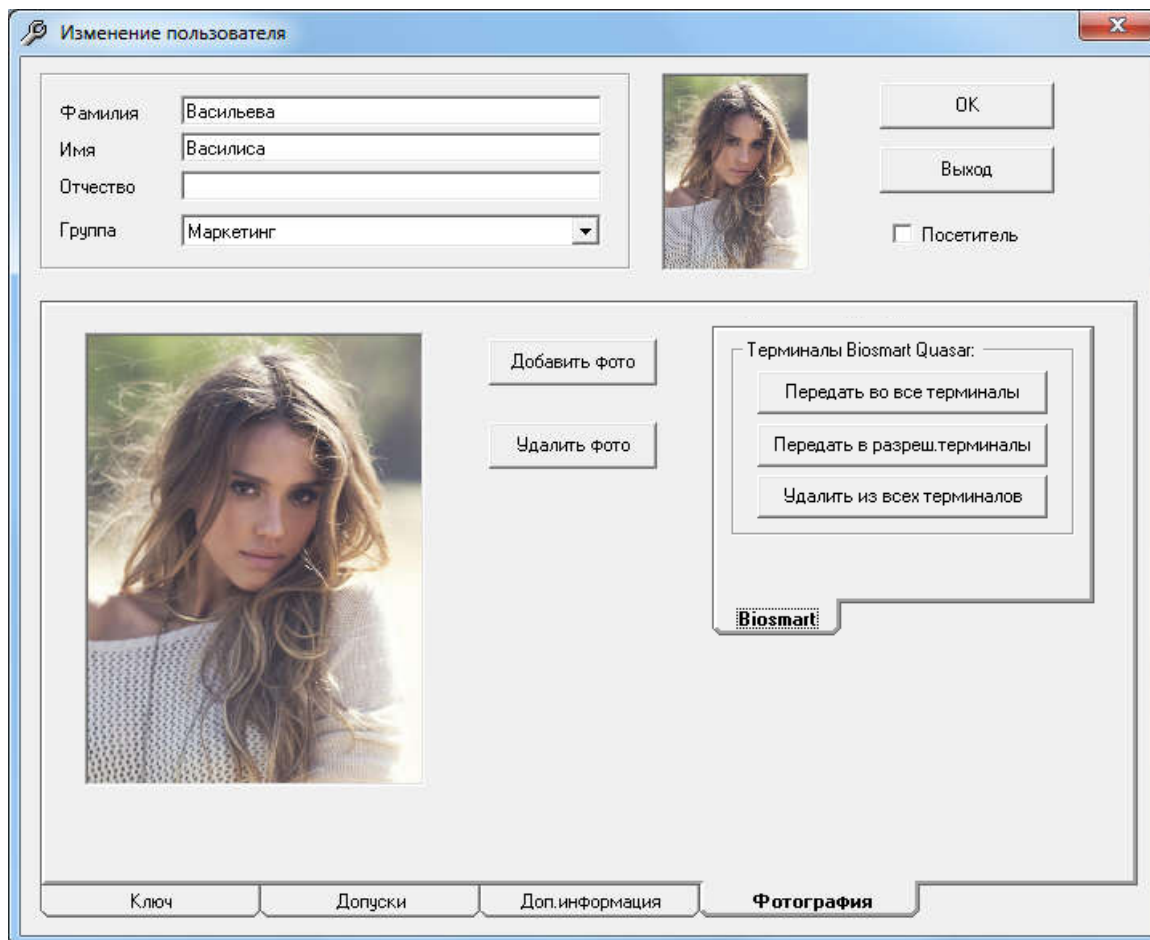 Изменение пользователя
Фамилия Васильева
Имя Василиса
Отчество
Группа Маркетинг
OK
Выход
Посетитель
Добавить фото
Удалить фото
Терминалы Biosmart Quasar:
Передать во все терминалы
Передать в разреш.терминалы
Удалить из всех терминалов
Biosmart
Ключ Допуски Доп.информация Фотография